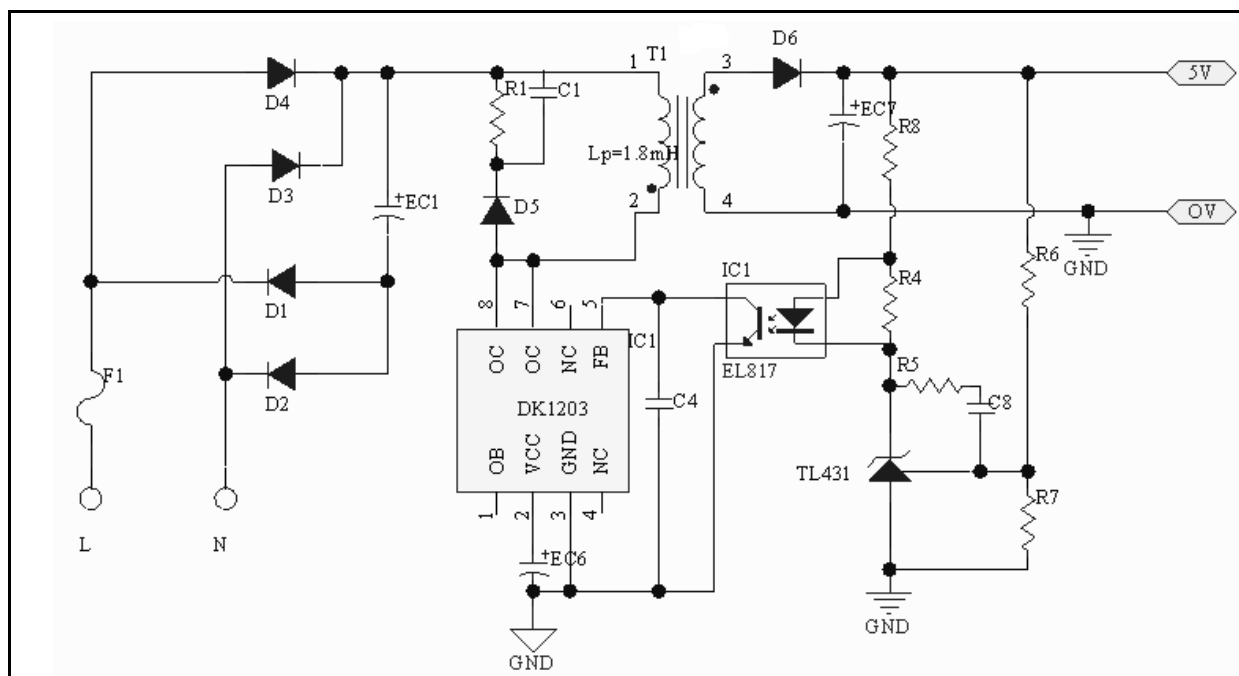 T1
D6
1
3
5V
D4
R1
C1
+EC7
R8
Lp=1.8mH
D3
2
4
D5
+EC1
OV
R6
GND
IC1
R4
D1
8
7
6
5
IC1
OC
OC
NC
FB
EL817
R5
F1
D2
C4
C8
DK1203
OB
VCC
GND
NC
TL431
R7
1
2
3
4
L
N
+EC6
GND
GND